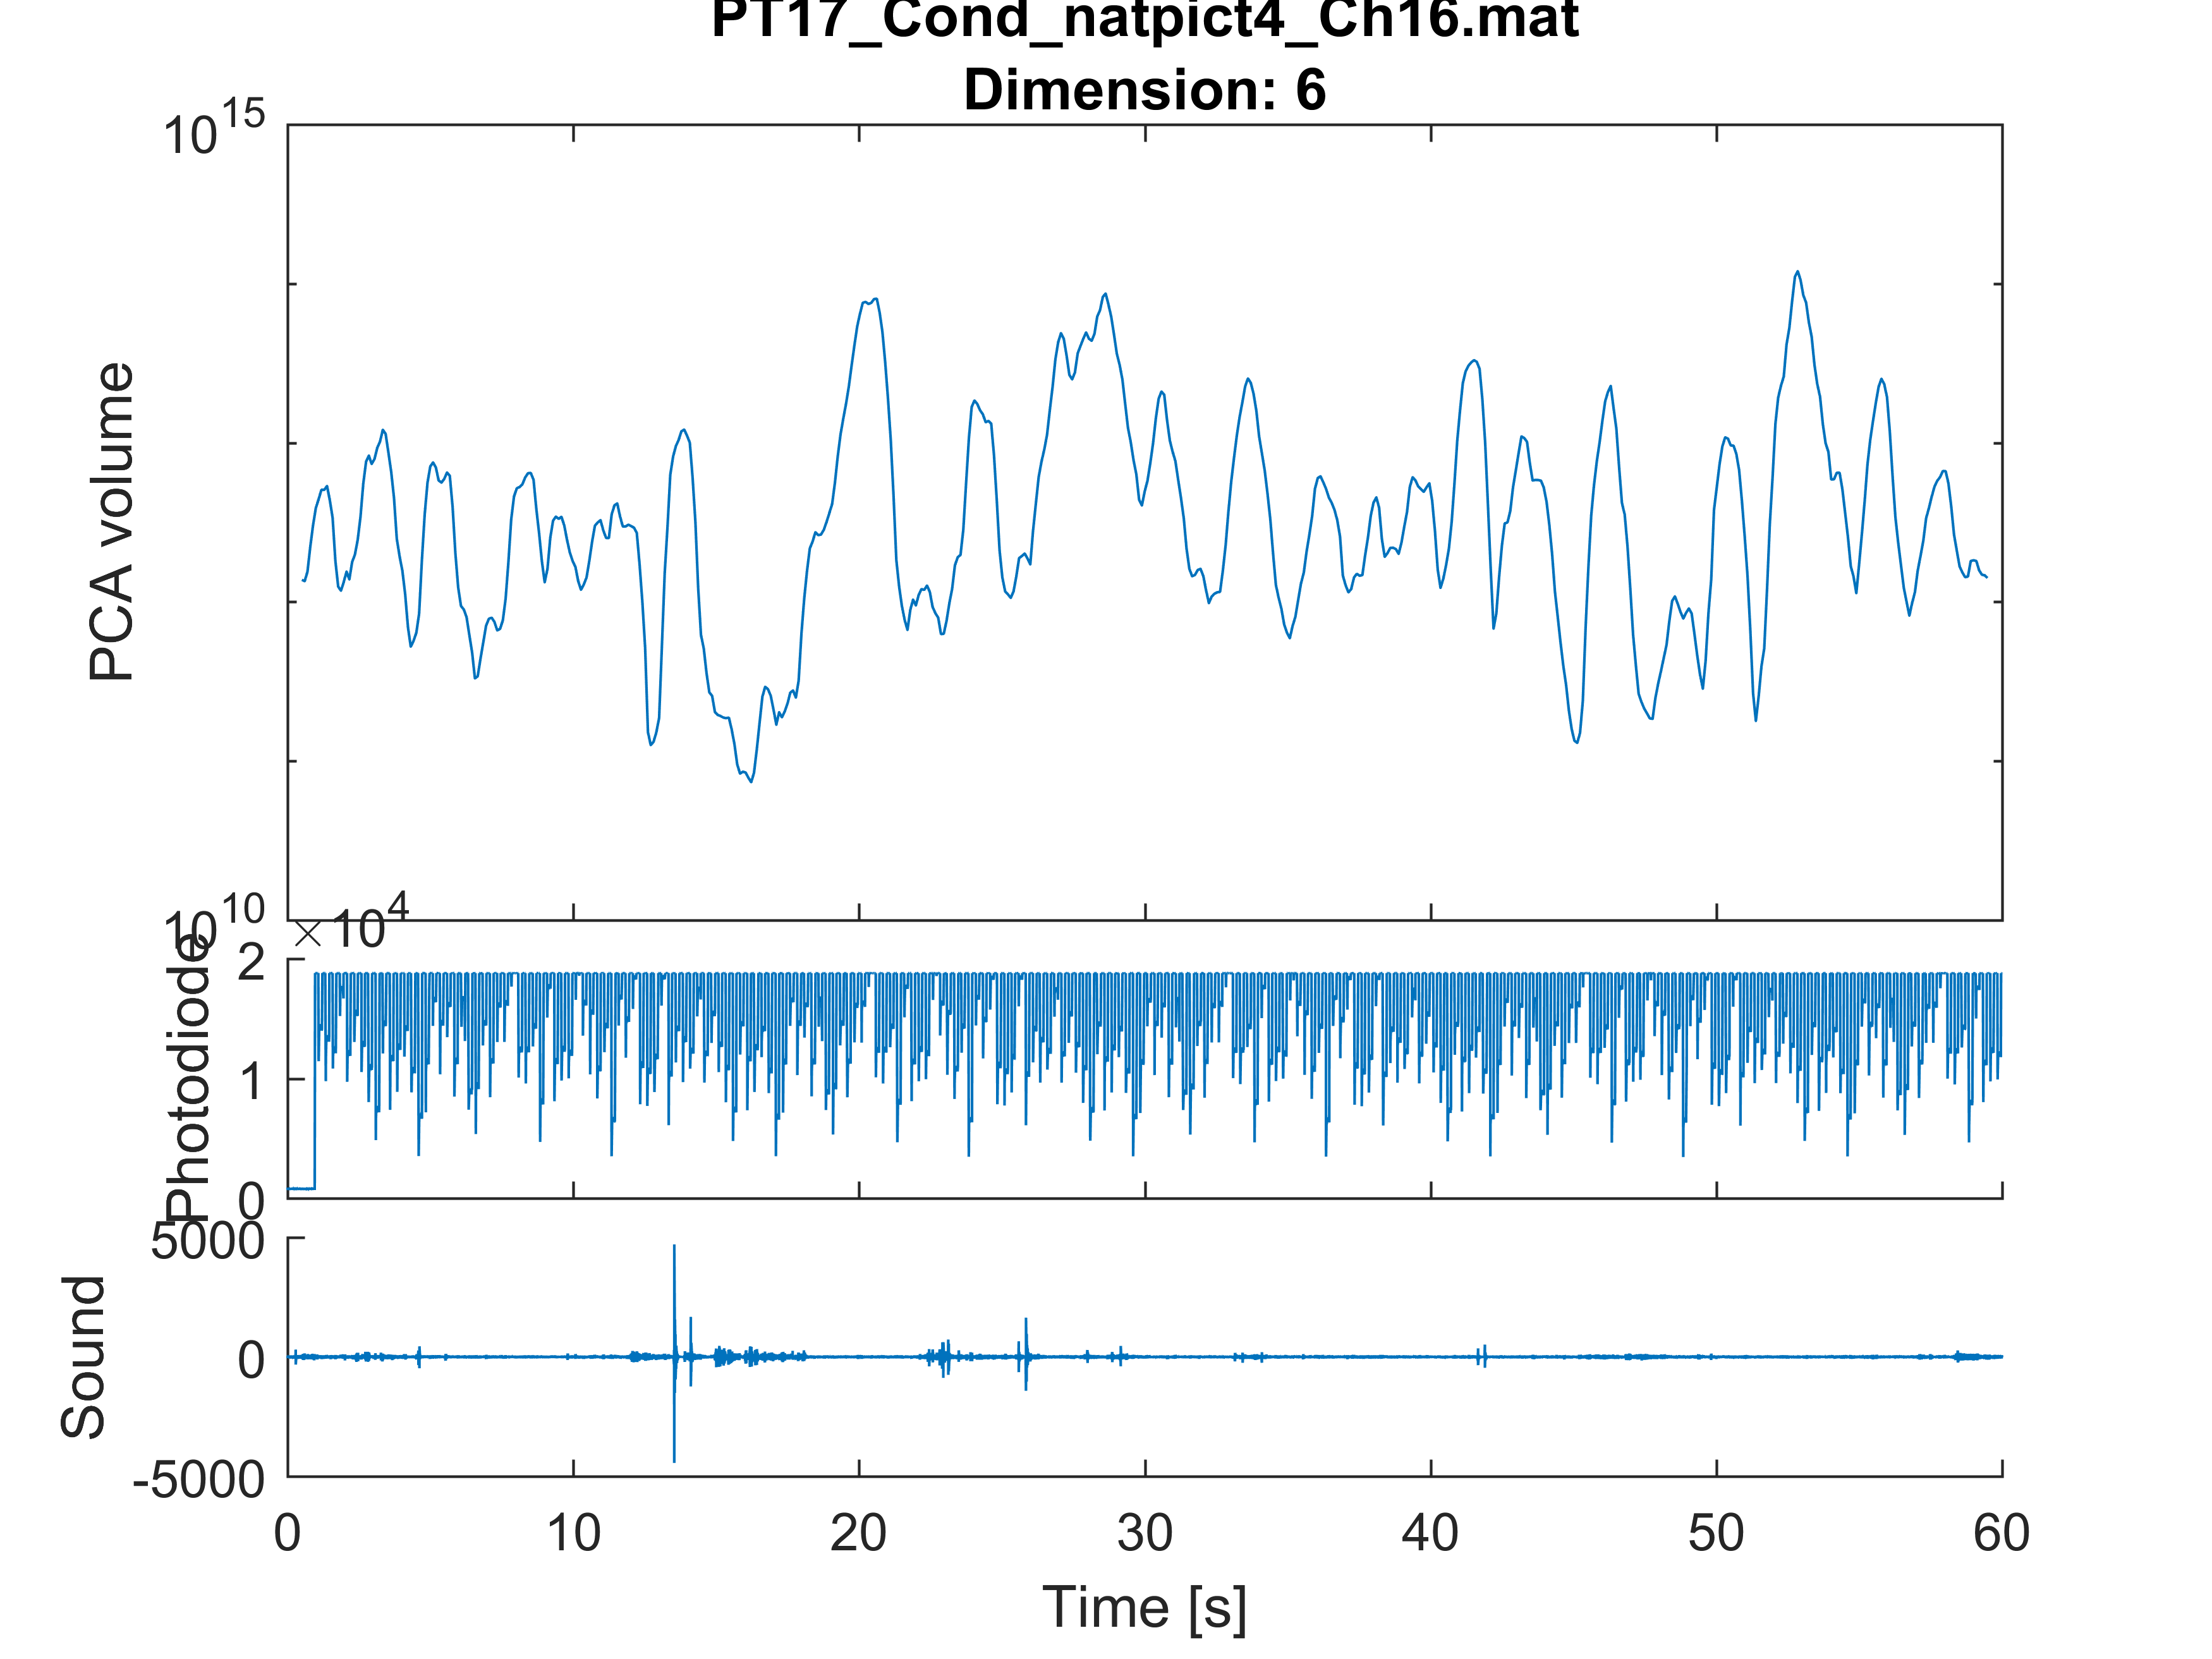 PT17_Cond_natpict4_Ch16.mat
Dimension: 6
10^15
PCA volume
10^10
×10^4
2
1
0
Photodiode
5000
0
-5000
Sound
0 10 20 30 40 50 60
Time [s]